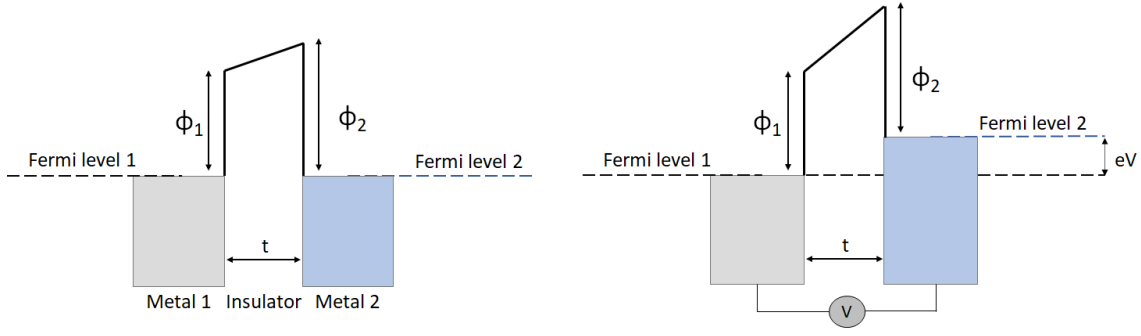 ϕ1
ϕ2
Fermi level 1
Fermi level 2
t
Metal 1 Insulator Metal 2
ϕ1
ϕ2
Fermi level 2
Fermi level 1
eV
t
V